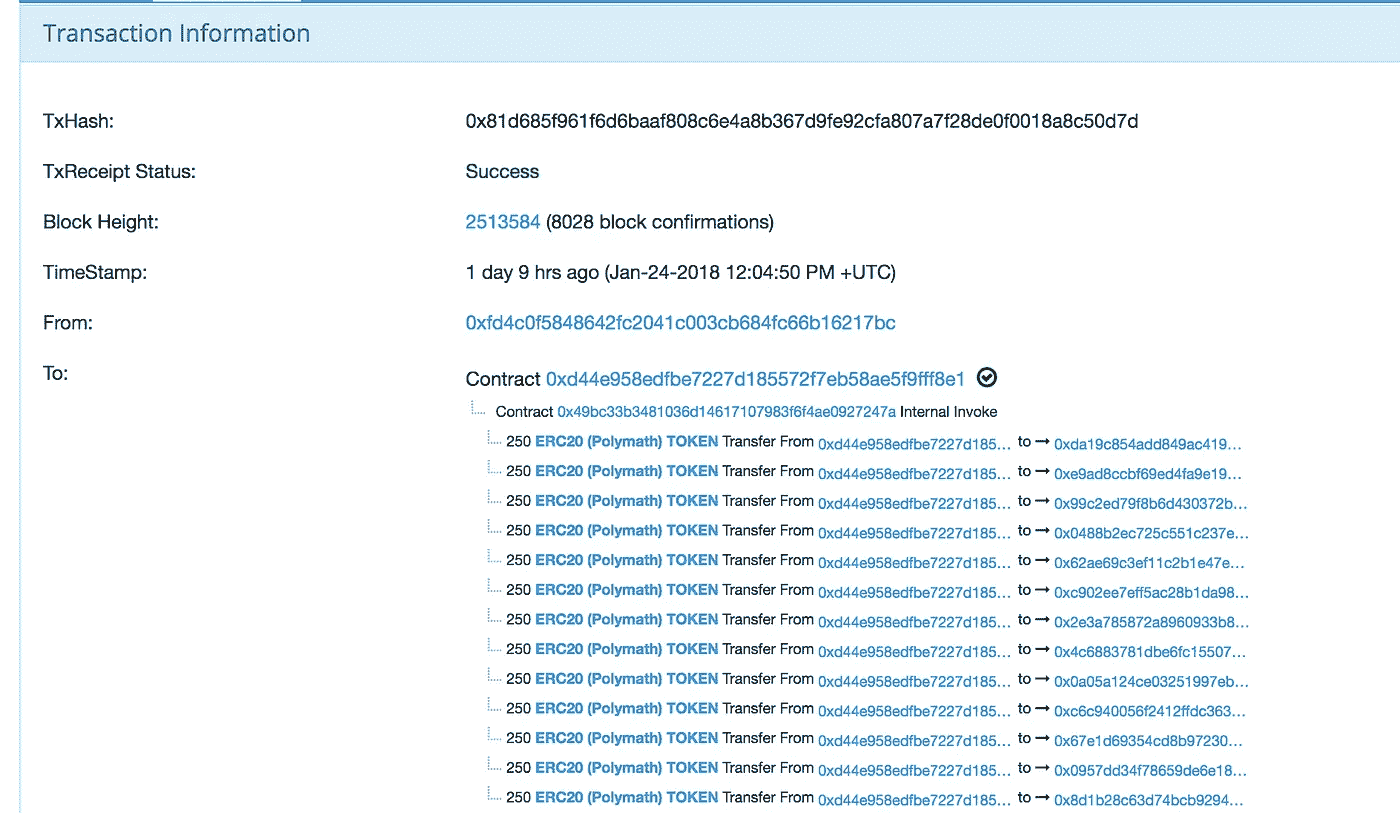 Transaction Information
TxHash: 0x81d685f961f6d6baaf808c6e4a8b367d9fe92cfa807a7f28de0f0018a8c50d7d
TxReceipt Status: Success
Block Height: 2513584 (8028 block confirmations)
TimeStamp: 1 day 9 hrs ago (Jan-24-2018 12:04:50 PM +UTC)
From: 0xfd4c0f5848642fc2041c003cb684fc66b16217bc
To: Contract 0xd44e958edfbe7227d185572f7eb58ae5f9fff8e1
Contract 0x49bc33b3481036d14617107983f6f4ae0927247a Internal Invoke
250 ERC20 (Polymath) TOKEN Transfer From 0xd44e958edfbe7227d185... to → 0xda19c854add849ac419...
250 ERC20 (Polymath) TOKEN Transfer From 0xd44e958edfbe7227d185... to → 0xe9ad8ccbf69ed4fa9e19...
250 ERC20 (Polymath) TOKEN Transfer From 0xd44e958edfbe7227d185... to → 0x99c2ed79f8b6d430372b...
250 ERC20 (Polymath) TOKEN Transfer From 0xd44e958edfbe7227d185... to → 0x0488b2ec725c551c237e...
250 ERC20 (Polymath) TOKEN Transfer From 0xd44e958edfbe7227d185... to → 0x62ae69c3ef11c2b1e47e...
250 ERC20 (Polymath) TOKEN Transfer From 0xd44e958edfbe7227d185... to → 0xc902ee7eff5ac28b1da98...
250 ERC20 (Polymath) TOKEN Transfer From 0xd44e958edfbe7227d185... to → 0x2e3a785872a8960933b8...
250 ERC20 (Polymath) TOKEN Transfer From 0xd44e958edfbe7227d185... to → 0x4c6883781dbe6fc15507...
250 ERC20 (Polymath) TOKEN Transfer From 0xd44e958edfbe7227d185... to → 0x0a05a124ce03251997eb...
250 ERC20 (Polymath) TOKEN Transfer From 0xd44e958edfbe7227d185... to → 0xc6c940056f2412ffdc363...
250 ERC20 (Polymath) TOKEN Transfer From 0xd44e958edfbe7227d185... to → 0x67e1d69354cd8b97230...
250 ERC20 (Polymath) TOKEN Transfer From 0xd44e958edfbe7227d185... to → 0x0957dd34f78659de6e18...
250 ERC20 (Polymath) TOKEN Transfer From 0xd44e958edfbe7227d185... to → 0x8d1b28c63d74bcb9294...